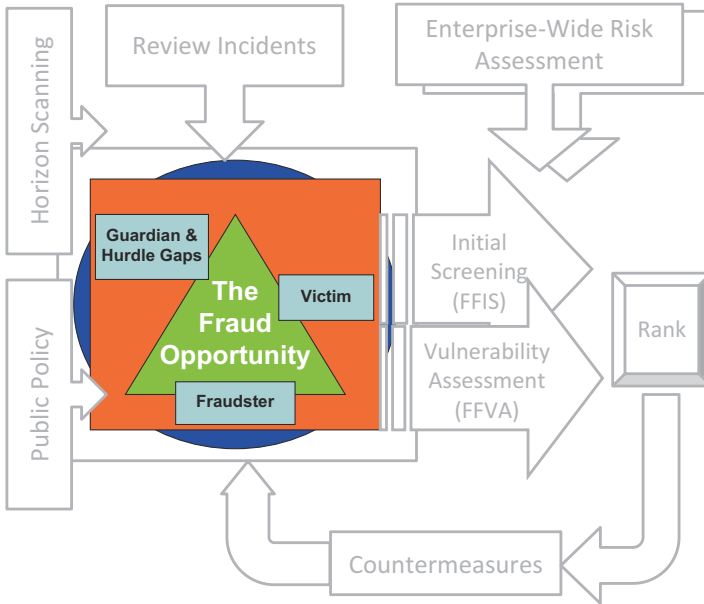 Review Incidents
Enterprise-Wide Risk
Assessment
Horizon Scanning
Guardian &
Hurdle Gaps
The
Fraud
Opportunity
Victim
Fraudster
Initial
Screening
(FFIS)
Rank
Public Policy
Vulnerability
Assessment
(FFVA)
Countermeasures